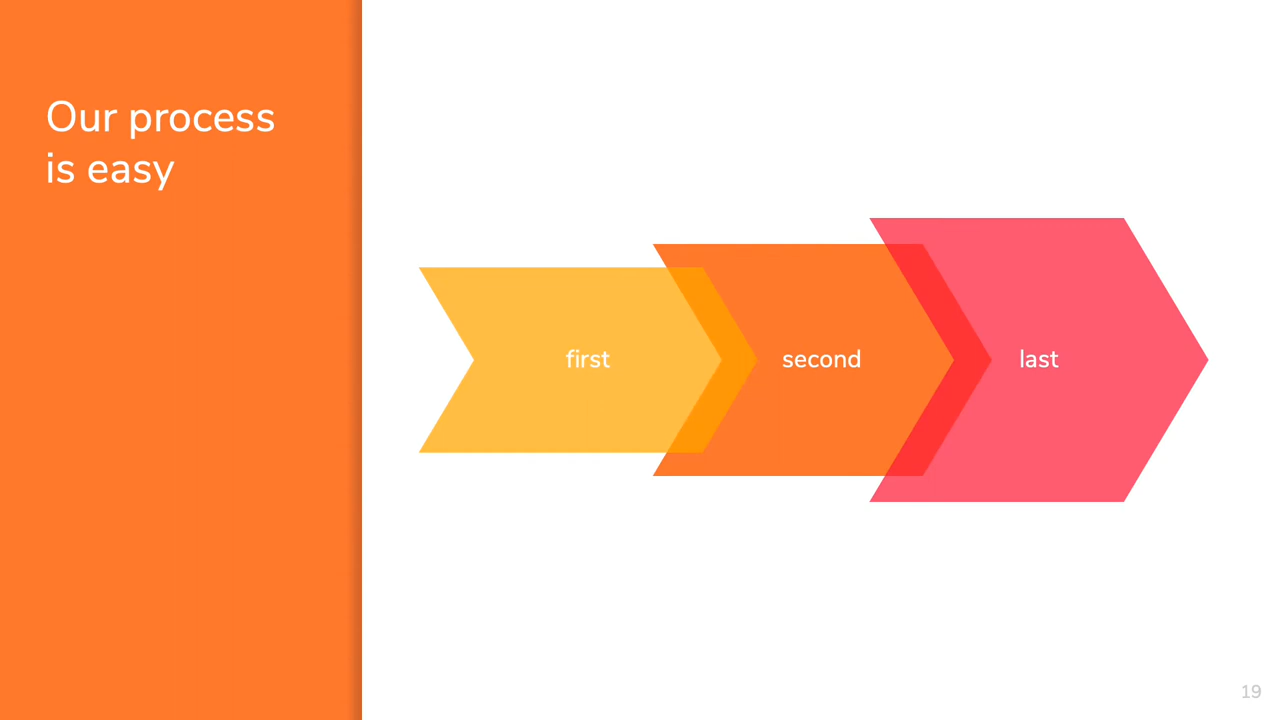 Our process
is easy
first
second
last
19